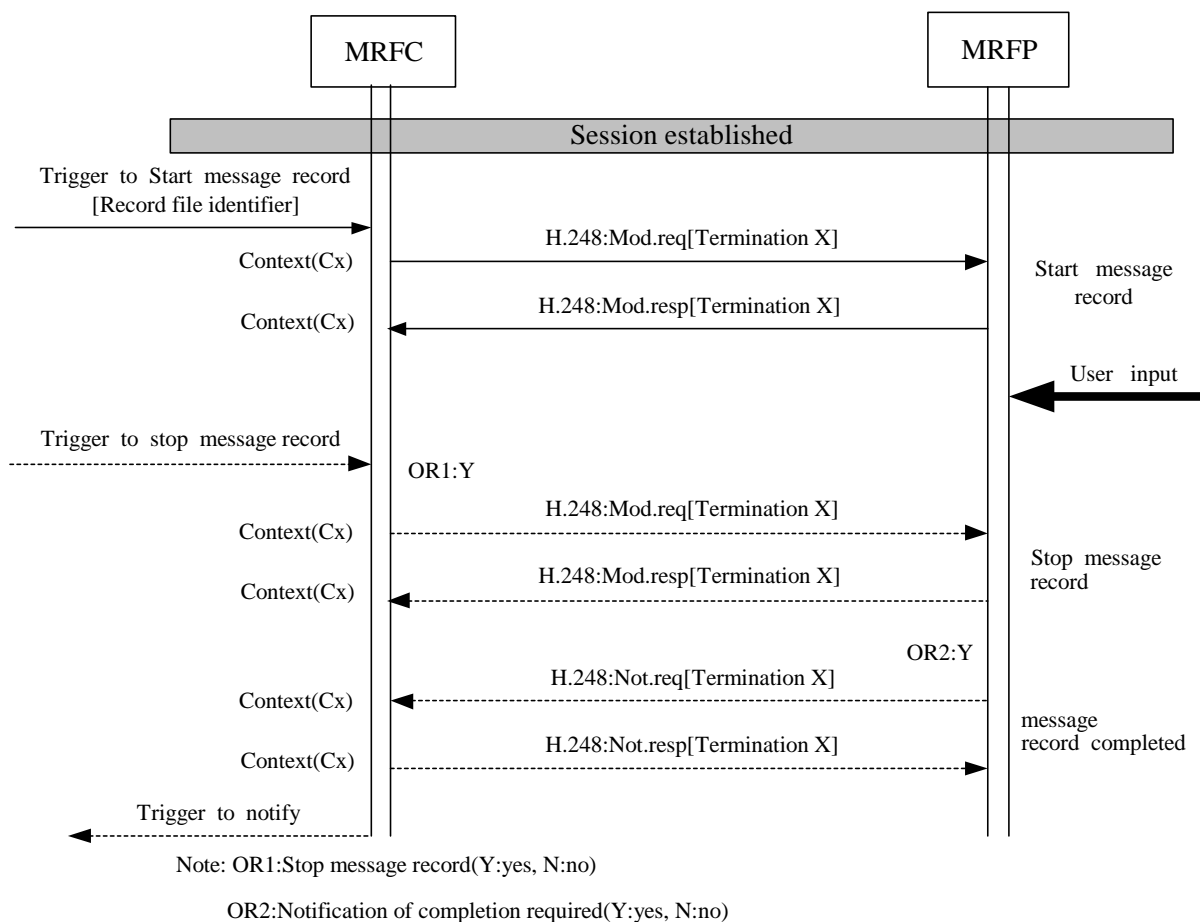 MRFC
MRFP
Session established
Trigger to Start message record
[Record file identifier]
H.248:Mod.req[Termination X]
Context(Cx)
Start message
record
H.248:Mod.resp[Termination X]
Context(Cx)
User input
Trigger to stop message record
OR1:Y
H.248:Mod.req[Termination X]
Context(Cx)
Stop message
record
H.248:Mod.resp[Termination X]
Context(Cx)
OR2:Y
H.248:Not.req[Termination X]
Context(Cx)
message
record completed
H.248:Not.resp[Termination X]
Context(Cx)
Trigger to notify
Note: OR1:Stop message record(Y:yes, N:no)
OR2:Notification of completion required(Y:yes, N:no)